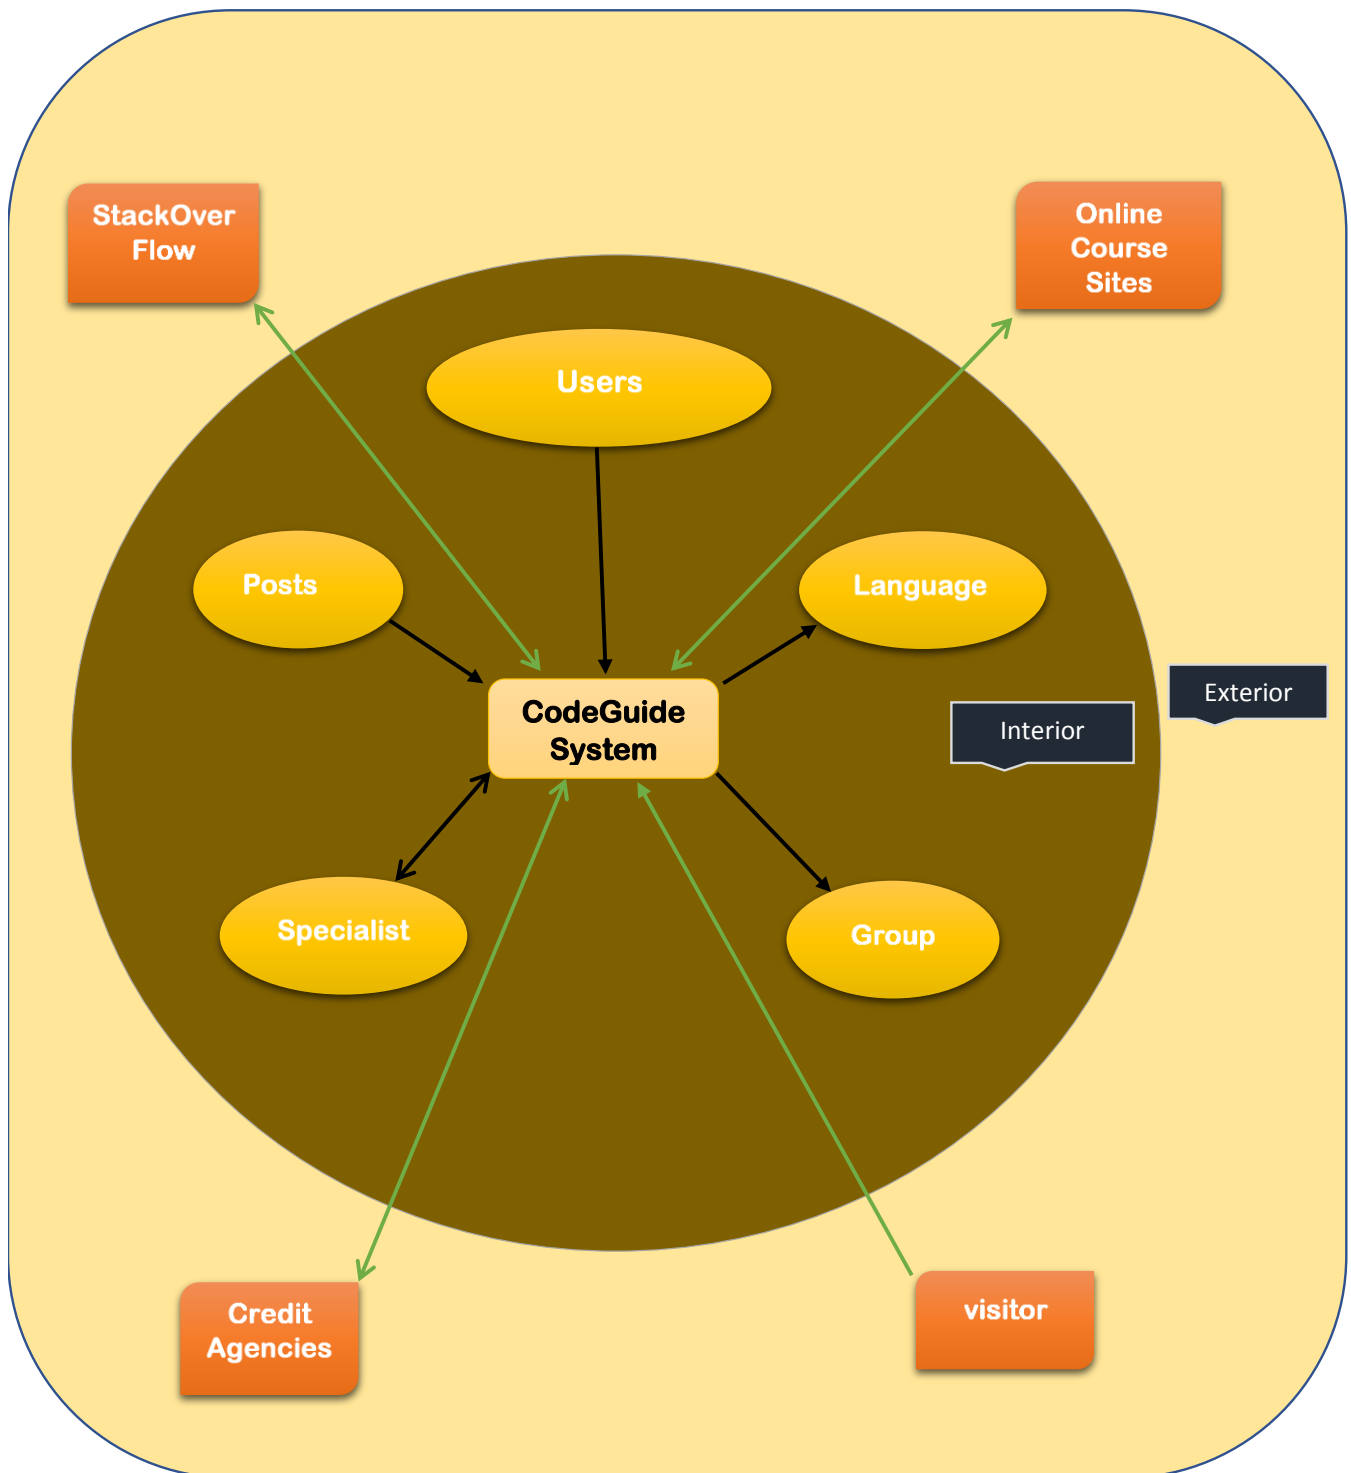 StackOver
Flow
Online
Course
Sites
Users
Posts
Language
CodeGuide
System
Interior
Exterior
Specialist
Group
Credit
Agencies
visitor